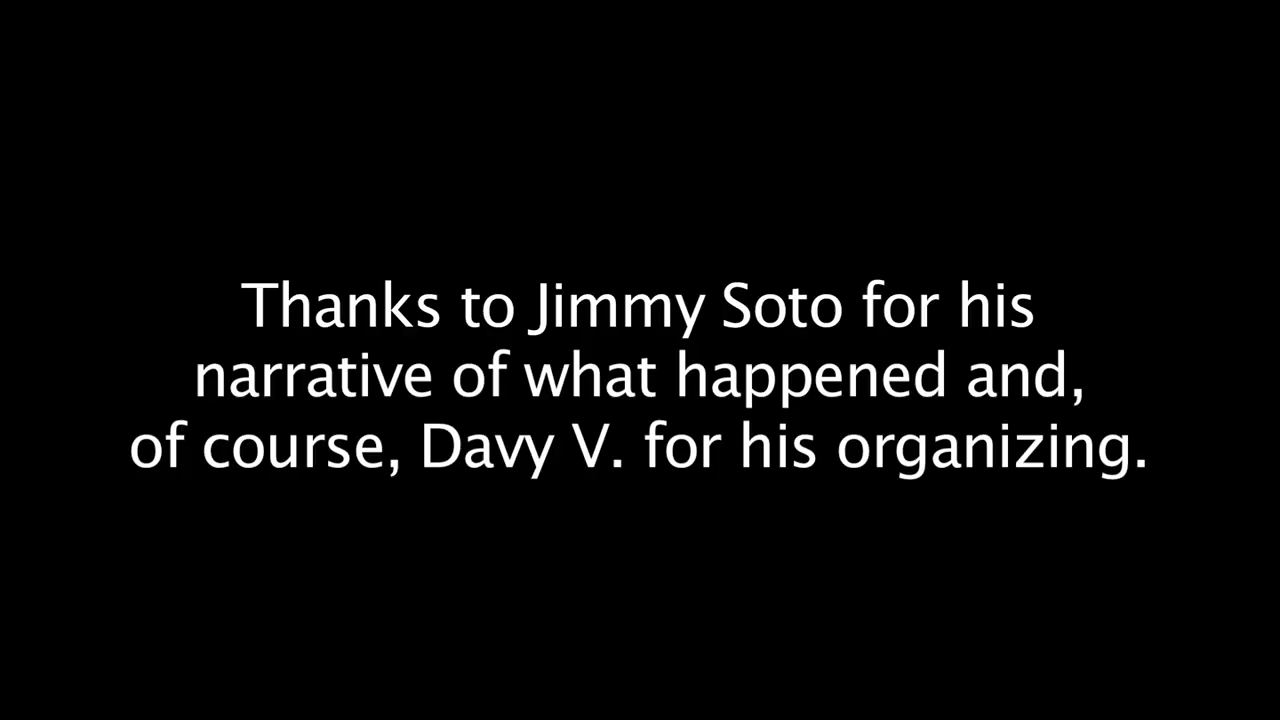 Thanks to Jimmy Soto for his
narrative of what happened and,
of course, Davy V. for his organizing.